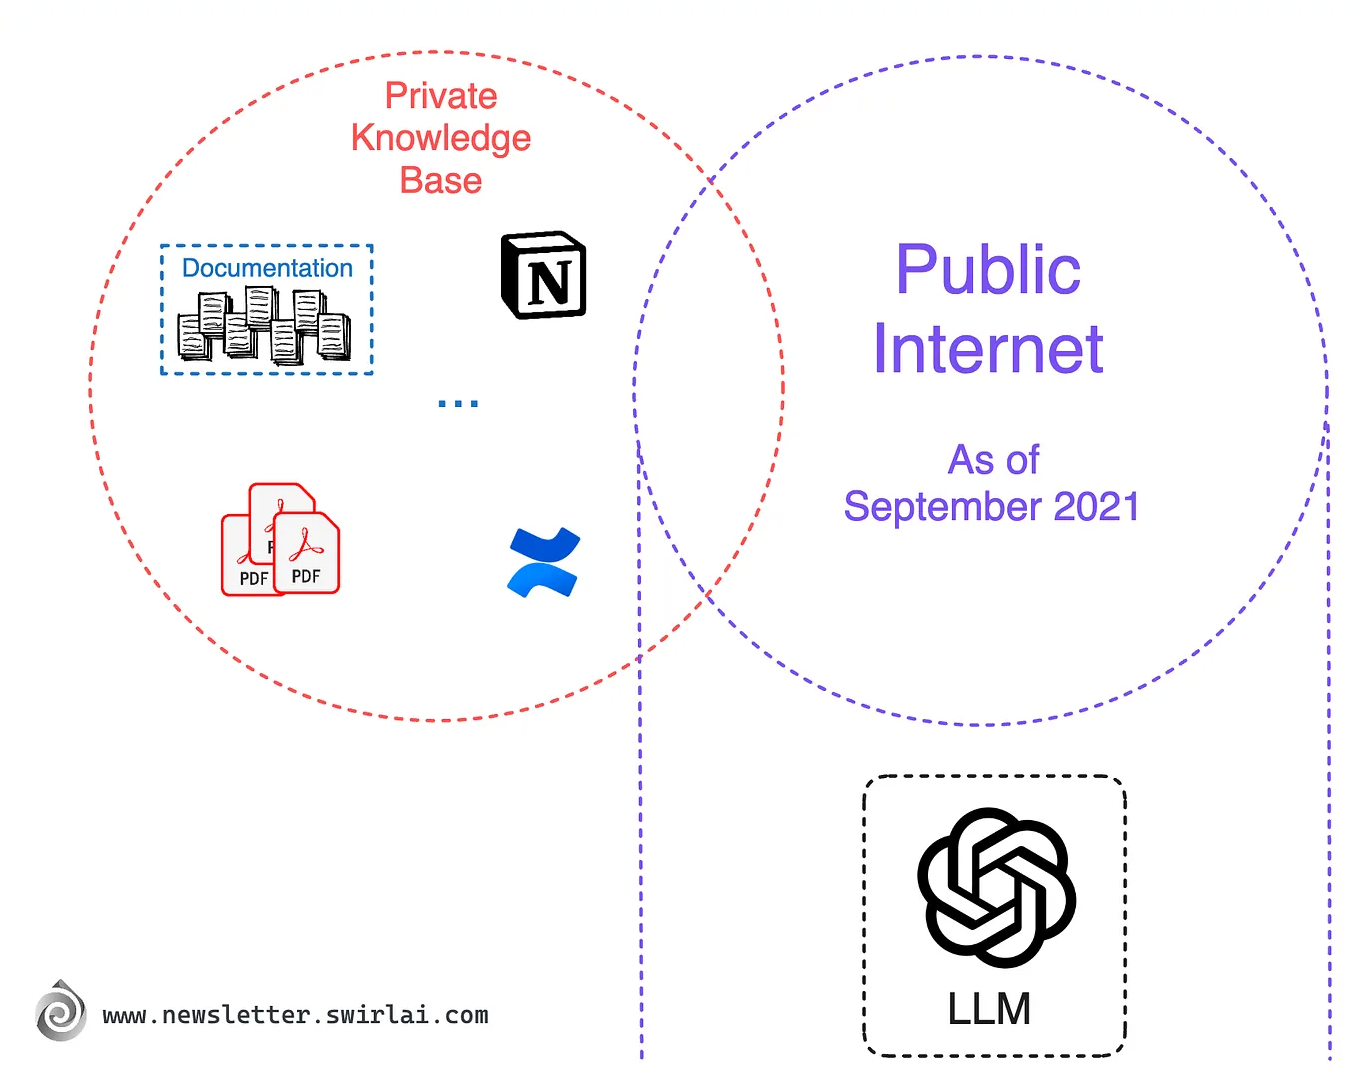 Private
Knowledge
Base
Documentation
N
Public
Internet
...
As of
September 2021
PDF
PDF
LLM
www.newsletter.swirlai.com